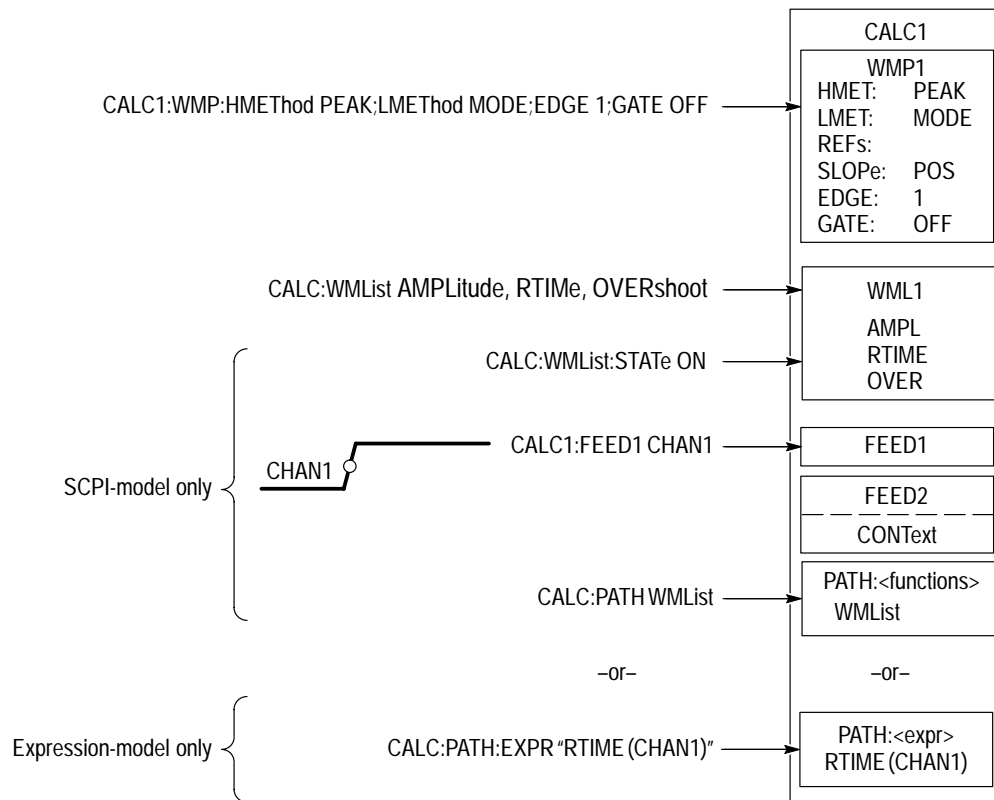 CALC1
WMP1
CALC1:WMP:HMEThod PEAK;LMEThod MODE;EDGE 1;GATE OFF
HMET: PEAK
LMET: MODE
REFs:
SLOPe: POS
EDGE: 1
GATE: OFF
CALC:WMList AMPLitude, RTIMe, OVERshoot
WML1
AMPL
RTIME
OVER
CALC:WMList:STATe ON
SCPI-model only
CHAN1
CALC1:FEED1 CHAN1
FEED1
FEED2
CONText
CALC:PATH WMList
PATH:<functions>
WMList
–or–
–or–
Expression-model only
CALC:PATH:EXPR “RTIME (CHAN1)”
PATH:<expr>
RTIME (CHAN1)